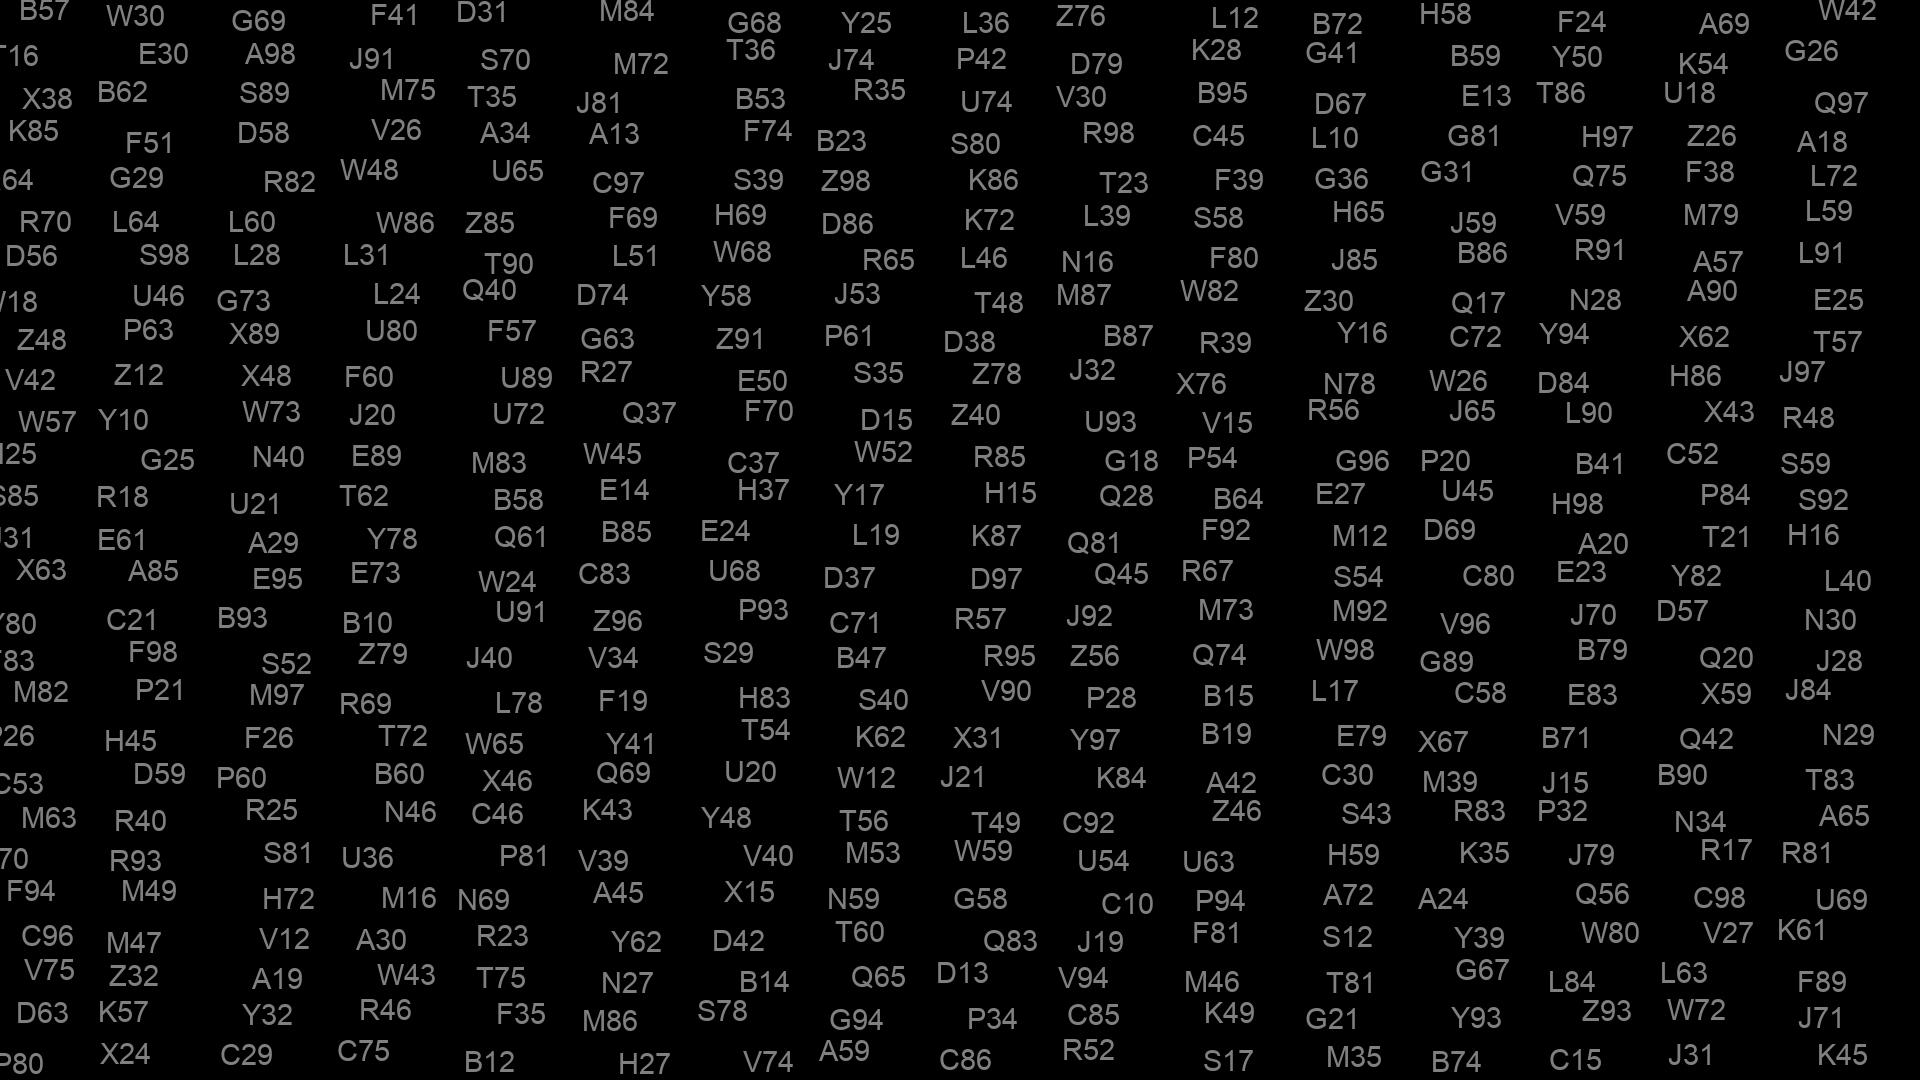 B57 W30 G69 F41 D31 M84 G68 Y25 L36 Z76 L12 B72 H58 F24 A69 W42
T16 E30 A98 J91 S70 M72 T36 J74 P42 D79 K28 G41 B59 Y50 K54 G26
X38 B62 S89 M75 T35 J81 B53 R35 U74 V30 B95 D67 E13 T86 U18 Q97
K85 F51 D58 V26 A34 A13 F74 B23 S80 R98 C45 L10 G81 H97 Z26 A18
64 G29 R82 W48 U65 C97 S39 Z98 K86 T23 F39 G36 G31 Q75 F38 L72
R70 L64 L60 W86 Z85 F69 H69 D86 K72 L39 S58 H65 J59 V59 M79 L59
D56 S98 L28 L31 T90 L51 W68 R65 L46 N16 F80 J85 B86 R91 A57 L91
18 U46 G73 L24 Q40 D74 Y58 J53 T48 M87 W82 Z30 Q17 N28 A90 E25
Z48 P63 X89 U80 F57 G63 Z91 P61 D38 B87 R39 Y16 C72 Y94 X62 T57
V42 Z12 X48 F60 U89 R27 E50 S35 Z78 J32 X76 N78 W26 D84 H86 J97
W57 Y10 W73 J20 U72 Q37 F70 D15 Z40 U93 V15 R56 J65 L90 X43 R48
25 G25 N40 E89 M83 W45 C37 W52 R85 G18 P54 G96 P20 B41 C52 S59
S85 R18 U21 T62 B58 E14 H37 Y17 H15 Q28 B64 E27 U45 H98 P84 S92
31 E61 A29 Y78 Q61 B85 E24 L19 K87 Q81 F92 M12 D69 A20 T21 H16
X63 A85 E95 E73 W24 C83 U68 D37 D97 Q45 R67 S54 C80 E23 Y82 L40
Y80 C21 B93 B10 U91 Z96 P93 C71 R57 J92 M73 M92 V96 J70 D57 N30
83 F98 S52 Z79 J40 V34 S29 B47 R95 Z56 Q74 W98 G89 B79 Q20 J28
M82 P21 M97 R69 L78 F19 H83 S40 V90 P28 B15 L17 C58 E83 X59 J84
26 H45 F26 T72 W65 Y41 T54 K62 X31 Y97 B19 E79 X67 B71 Q42 N29
C53 D59 P60 B60 X46 Q69 U20 W12 J21 K84 A42 C30 M39 J15 B90 T83
M63 R40 R25 N46 C46 K43 Y48 T56 T49 C92 Z46 S43 R83 P32 N34 A65
70 R93 S81 U36 P81 V39 V40 M53 W59 U54 U63 H59 K35 J79 R17 R81
F94 M49 H72 M16 N69 A45 X15 N59 G58 C10 P94 A72 A24 Q56 C98 U69
C96 M47 V12 A30 R23 Y62 D42 T60 Q83 J19 F81 S12 Y39 W80 V27 K61
V75 Z32 A19 W43 T75 N27 B14 Q65 D13 V94 M46 T81 G67 L84 L63 F89
D63 K57 Y32 R46 F35 M86 S78 G94 P34 C85 K49 G21 Y93 Z93 W72 J71
P80 X24 C29 C75 B12 H27 V74 A59 C86 R52 S17 M35 B74 C15 J31 K45